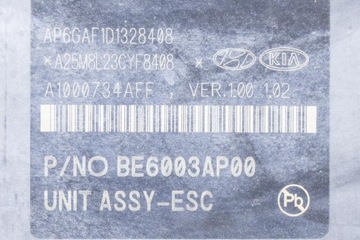 AP6GAF1D1328408
×A25M8L23CYF8408 × KIA
A1000734AFF , VER.1.00 1.02.
P/NO BE6003AP00
UNIT ASSY-ESC Pb